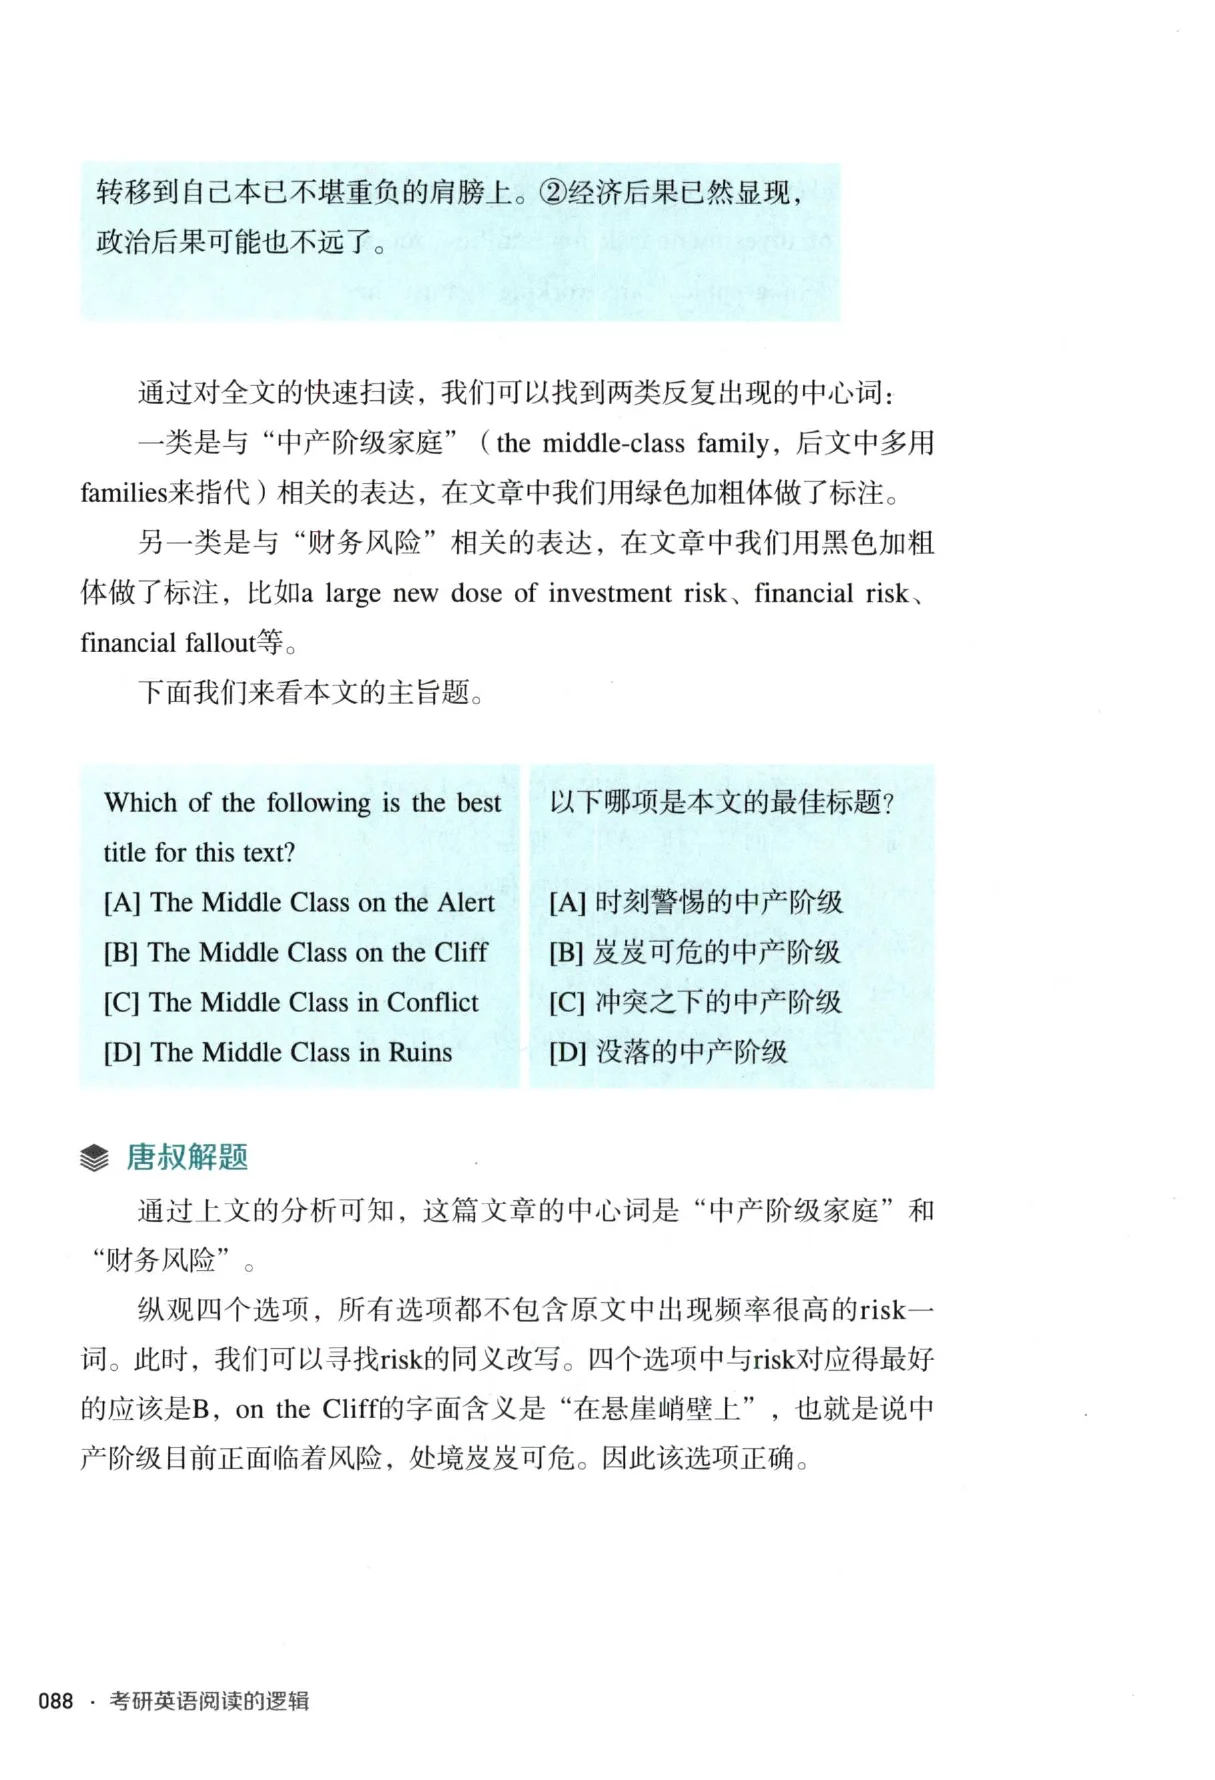 转移到自己本已不堪重负的肩膀上。②经济后果已然显现，
政治后果可能也不远了。
通过对全文的快速扫读，我们可以找到两类反复出现的中心词：
一类是与“中产阶级家庭”（the middle-class family，后文中多用
families来指代）相关的表达，在文章中我们用绿色加粗体做了标注。
另一类是与“财务风险”相关的表达，在文章中我们用黑色加粗
体做了标注，比如a large new dose of investment risk、financial risk、
financial fallout等。
下面我们来看本文的主旨题。
Which of the following is the best
title for this text?
[A] The Middle Class on the Alert
[B] The Middle Class on the Cliff
[C] The Middle Class in Conflict
[D] The Middle Class in Ruins
以下哪项是本文的最佳标题？
[A] 时刻警惕的中产阶级
[B] 岌岌可危的中产阶级
[C] 冲突之下的中产阶级
[D] 没落的中产阶级
唐叔解题
通过上文的分析可知，这篇文章的中心词是“中产阶级家庭”和
“财务风险”。
纵观四个选项，所有选项都不包含原文中出现频率很高的risk一
词。此时，我们可以寻找risk的同义改写。四个选项中与risk对应得最好
的应该是B，on the Cliff的字面含义是“在悬崖峭壁上”，也就是说中
产阶级目前正面临着风险，处境岌岌可危。因此该选项正确。
088 · 考研英语阅读的逻辑